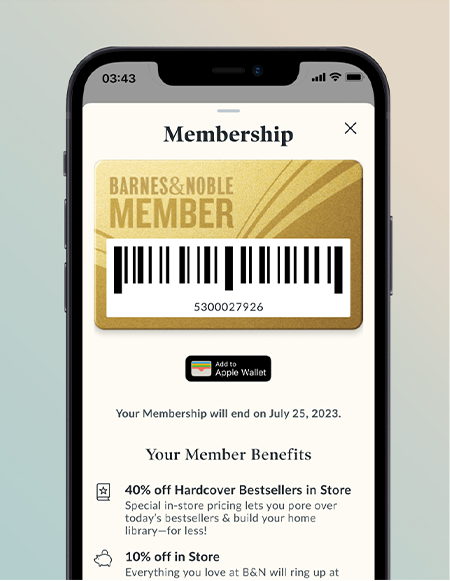 03:43
Membership
BARNES&NOBLE
MEMBER
5300027926
Add to
Apple Wallet
Your Membership will end on July 25, 2023.
Your Member Benefits
40% off Hardcover Bestsellers in Store
Special in-store pricing lets you pore over
today's bestsellers & build your home
library—for less!
10% off in Store
Everything you love at B&N will ring up at